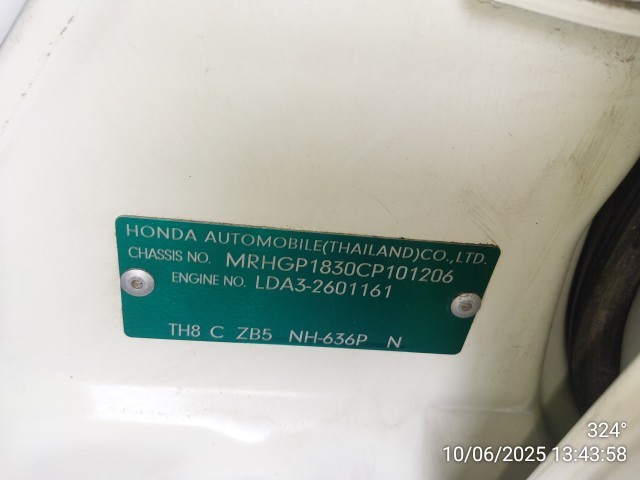 HONDA AUTOMOBILE(THAILAND)CO.,LTD.
CHASSIS NO. MRHGP1830CP101206
ENGINE NO. LDA3-2601161
TH8 C ZB5 NH-636P N
324°
10/06/2025 13:43:58